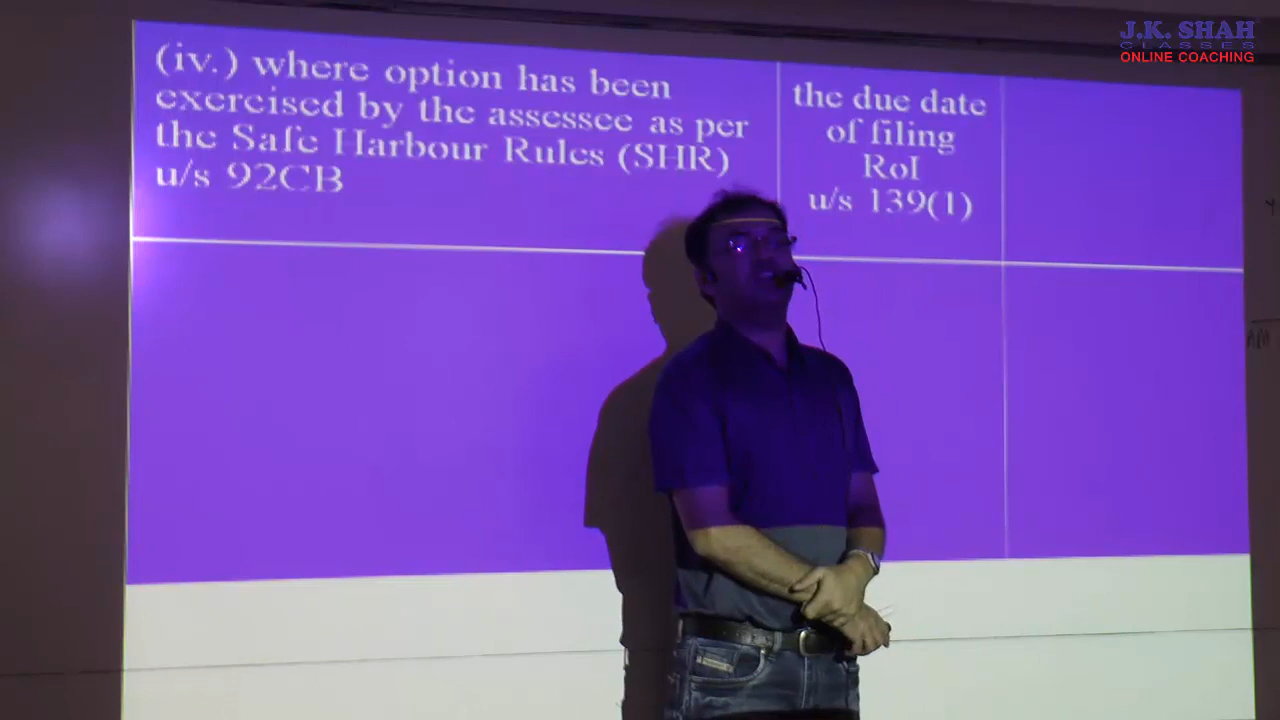 J.K. SHAH
CLASSES
ONLINE COACHING
(iv.) where option has been
exercised by the assessee as per
the Safe Harbour Rules (SHR)
u/s 92CB
the due date
of filing
RoI
u/s 139(1)